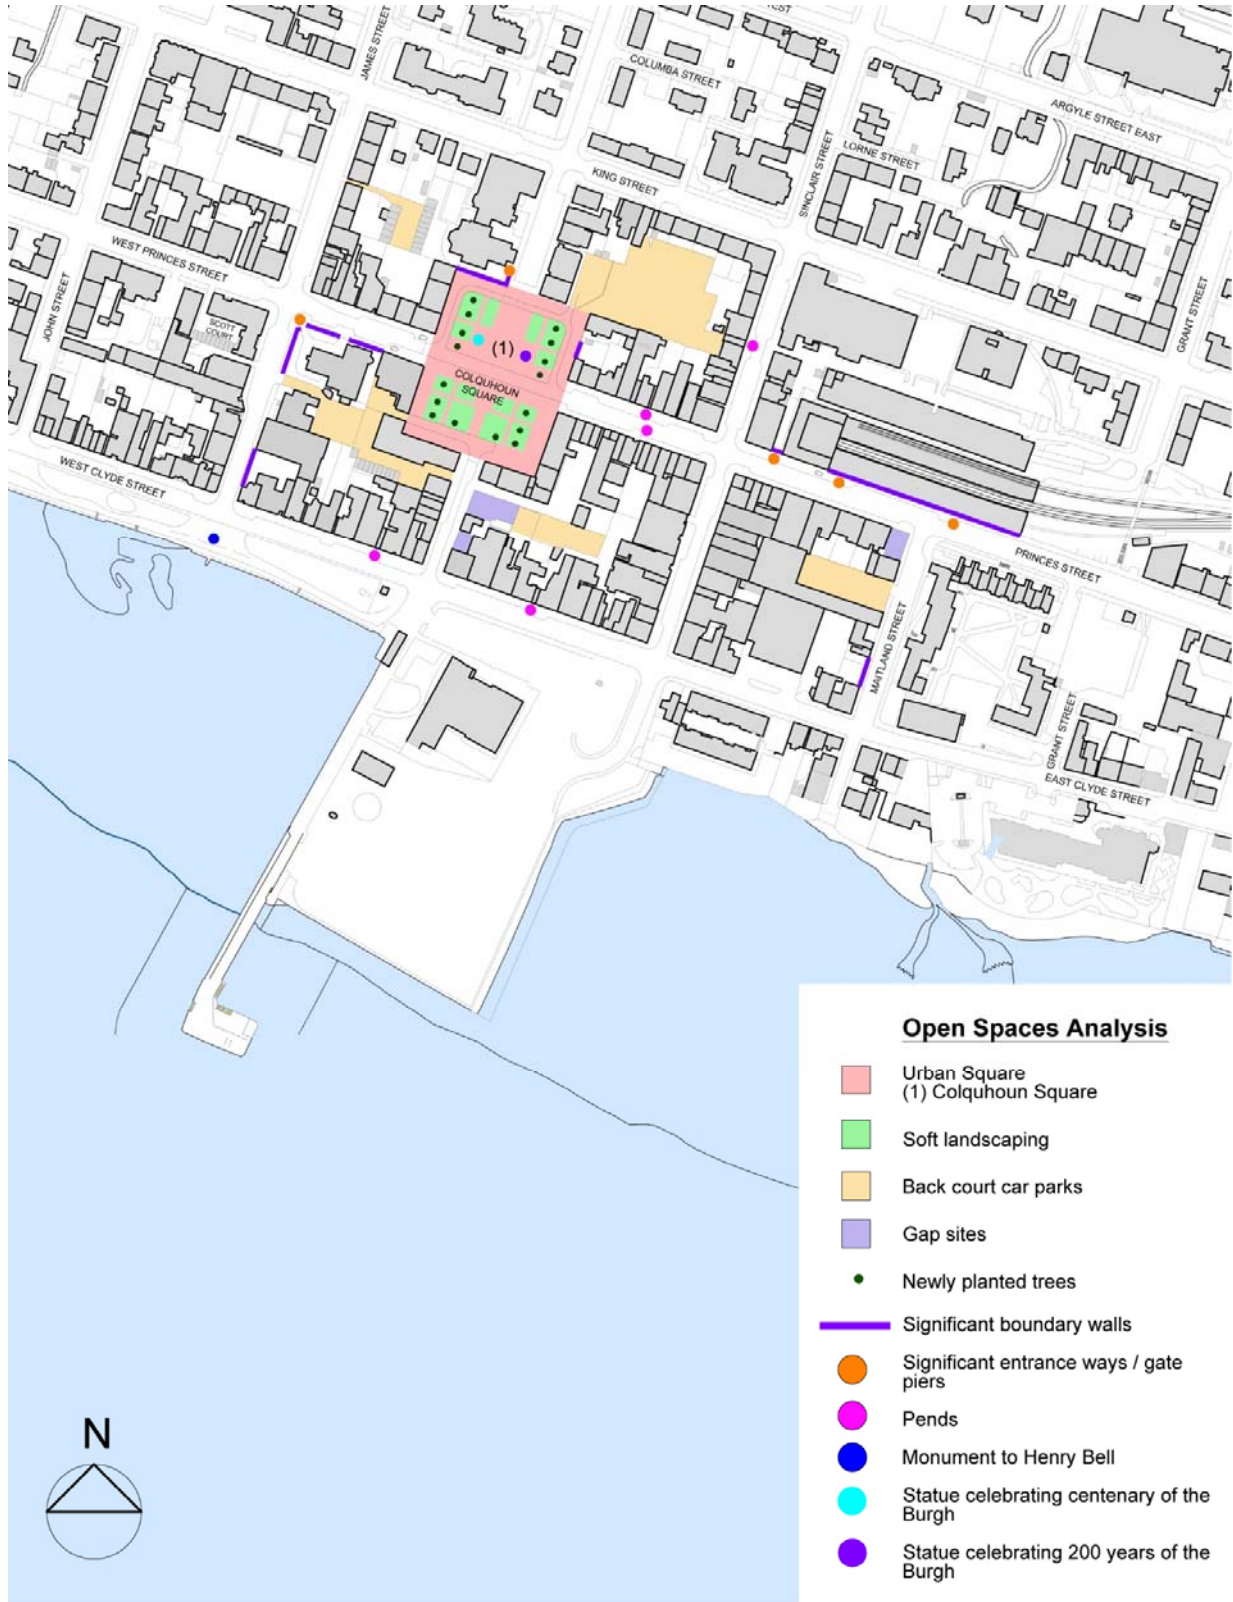 JAMES STREET
COLUMBA STREET
ARGYLE STREET EAST
LORNE STREET
SINCLAIR STREET
KING STREET
WEST PRINCES STREET
JOHN STREET
SCOTT
COURT
GRANT STREET
(1)
COLQUHOUN
SQUARE
WEST CLYDE STREET
PRINCES STREET
MAITLAND STREET
GRANT STREET
EAST CLYDE STREET
Open Spaces Analysis
Urban Square
(1) Colquhoun Square
Soft landscaping
Back court car parks
Gap sites
Newly planted trees
Significant boundary walls
Significant entrance ways / gate
piers
Pends
Monument to Henry Bell
Statue celebrating centenary of the
Burgh
Statue celebrating 200 years of the
Burgh
N